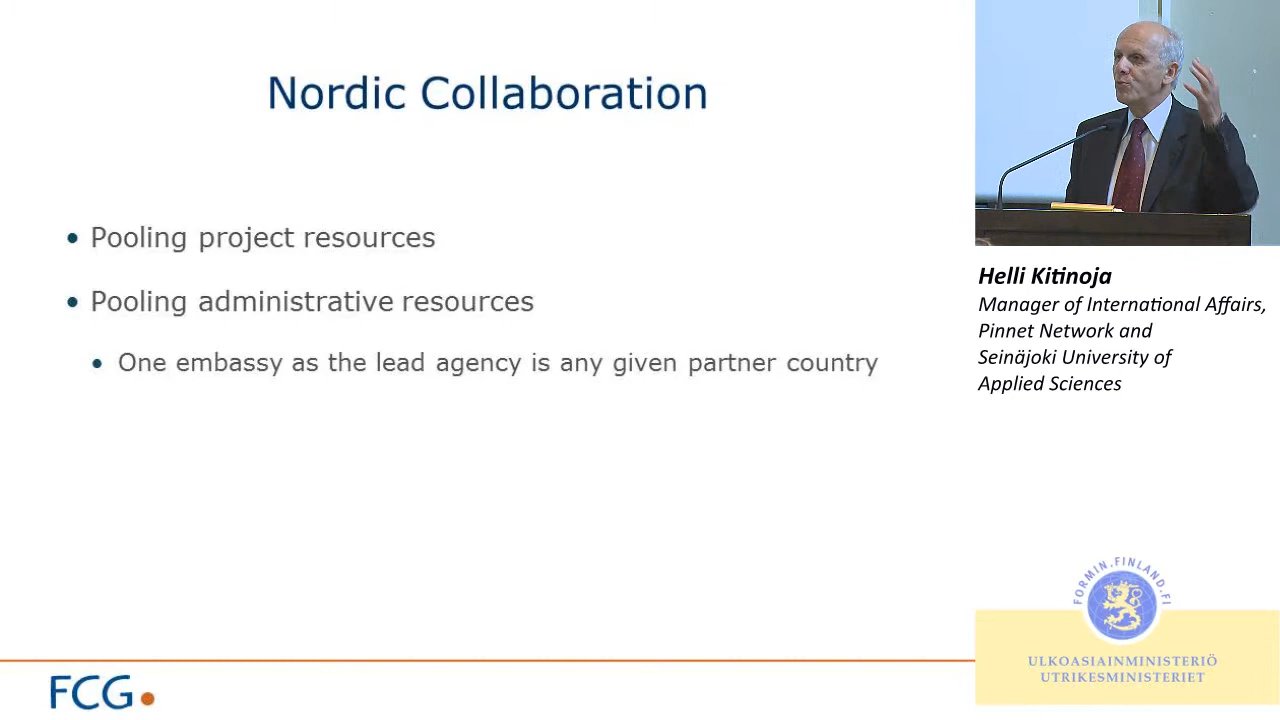 Nordic Collaboration
• Pooling project resources
• Pooling administrative resources
• One embassy as the lead agency is any given partner country
FCG
Helli Kitinoja
Manager of International Affairs,
Pinnet Network and
Seinäjoki University of
Applied Sciences
FORMIN.FINLAND.FI
ULKOASIAINMINISTERIÖ
UTRIKESMINISTERIET